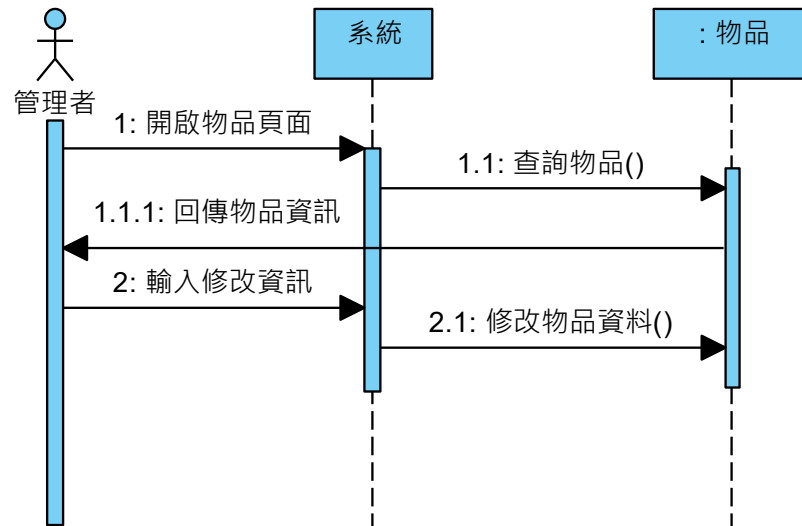 系統
: 物品
管理者
1: 開啟物品頁面
1.1: 查詢物品()
1.1.1: 回傳物品資訊
2: 輸入修改資訊
2.1: 修改物品資料()